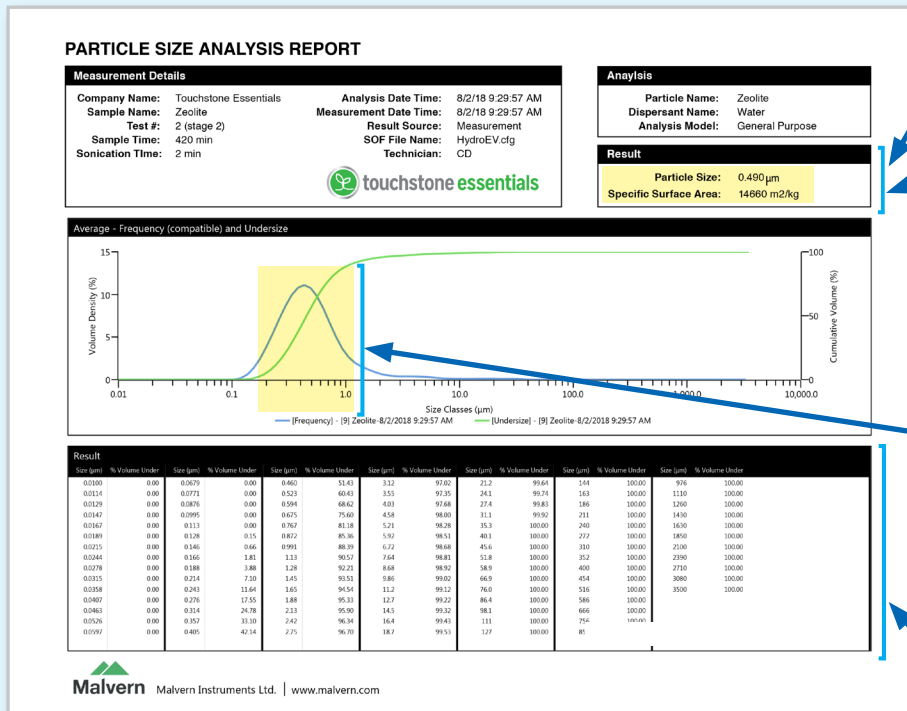 PARTICLE SIZE ANALYSIS REPORT
Measurement Details
Company Name: Touchstone Essentials
Sample Name: Zeolite
Test #: 2 (stage 2)
Sample Time: 420 min
Sonication TIme: 2 min
Analysis Date Time: 8/2/18 9:29:57 AM
Measurement Date Time: 8/2/18 9:29:57 AM
Result Source: Measurement
SOF File Name: HydroEV.cfg
Technician: CD
touchstone essentials
Anaylsis
Particle Name: Zeolite
Dispersant Name: Water
Analysis Model: General Purpose
Result
Particle Size: 0.490 µm
Specific Surface Area: 14660 m2/kg
Average - Frequency (compatible) and Undersize
Volume Density (%)
15
10
5
0
100
50
0
Cumulative Volume (%)
0.01 0.1 1.0 10.0 100.0 1,000.0 10,000.0
Size Classes (µm)
[Frequency] - [9] Zeolite-8/2/2018 9:29:57 AM [Undersize] - [9] Zeolite-8/2/2018 9:29:57 AM
Result
Size (µm) % Volume Under Size (µm) % Volume Under Size (µm) % Volume Under Size (µm) % Volume Under Size (µm) % Volume Under Size (µm) % Volume Under Size (µm) % Volume Under
0.0100 0.00 0.0679 0.00 0.460 51.43 3.12 97.02 21.2 99.64 144 100.00 976 100.00
0.0114 0.00 0.0771 0.00 0.523 60.43 3.55 97.35 24.1 99.74 163 100.00 1110 100.00
0.0129 0.00 0.0876 0.00 0.594 68.62 4.03 97.68 27.4 99.83 186 100.00 1260 100.00
0.0147 0.00 0.0995 0.00 0.675 75.60 4.58 98.00 31.1 99.92 211 100.00 1430 100.00
0.0167 0.00 0.113 0.00 0.767 81.18 5.21 98.28 35.3 100.00 240 100.00 1630 100.00
0.0189 0.00 0.128 0.15 0.872 85.36 5.92 98.51 40.1 100.00 272 100.00 1850 100.00
0.0215 0.00 0.146 0.66 0.991 88.39 6.72 98.68 45.6 100.00 310 100.00 2100 100.00
0.0244 0.00 0.166 1.81 1.13 90.57 7.64 98.81 51.8 100.00 352 100.00 2390 100.00
0.0278 0.00 0.188 3.88 1.28 92.21 8.68 98.92 58.9 100.00 400 100.00 2710 100.00
0.0315 0.00 0.214 7.10 1.45 93.51 9.86 99.02 66.9 100.00 454 100.00 3080 100.00
0.0358 0.00 0.243 11.64 1.65 94.54 11.2 99.12 76.0 100.00 516 100.00 3500 100.00
0.0407 0.00 0.276 17.55 1.88 95.33 12.7 99.22 86.4 100.00 586 100.00
0.0463 0.00 0.314 24.78 2.13 95.90 14.5 99.32 98.1 100.00 666 100.00
0.0526 0.00 0.357 33.10 2.42 96.34 16.4 99.43 111 100.00 756 100.00
0.0597 0.00 0.405 42.14 2.75 96.70 18.7 99.53 127 100.00
Malvern Malvern Instruments Ltd. | www.malvern.com